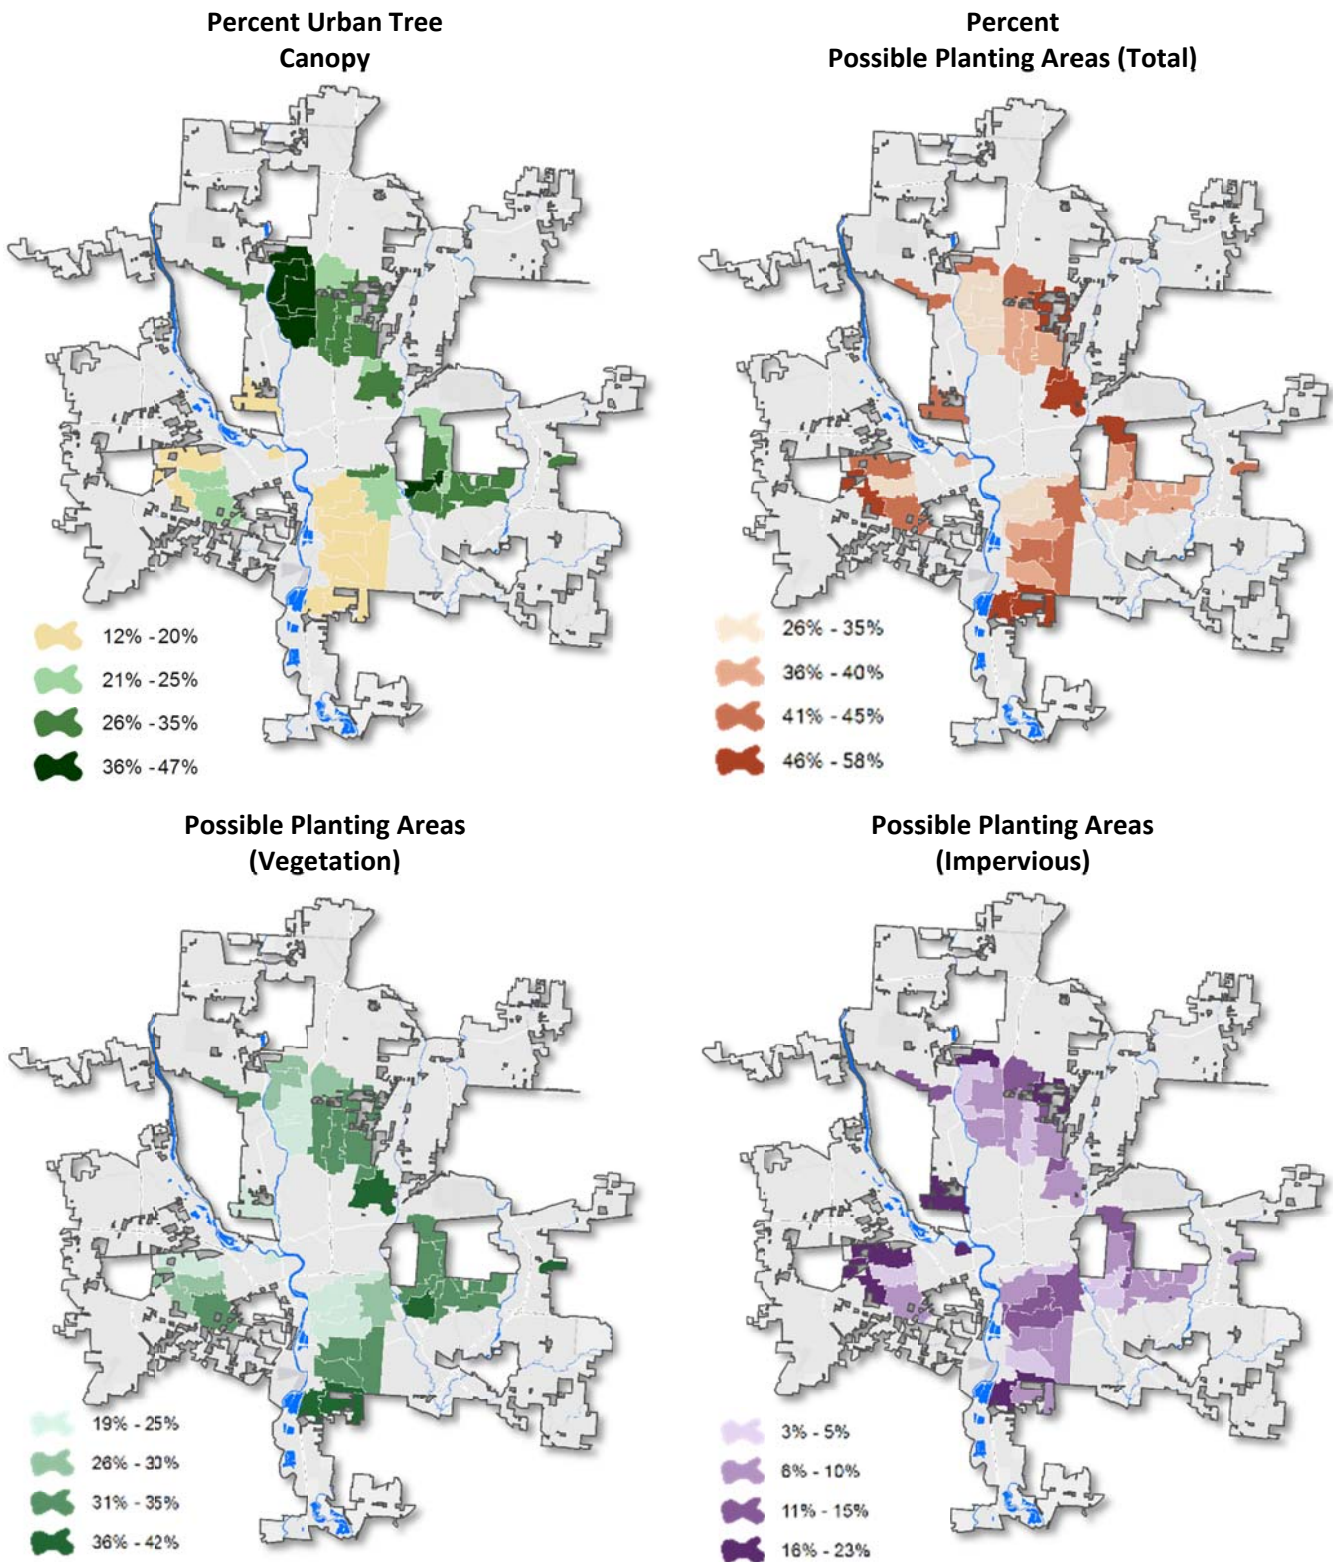 Percent Urban Tree
Canopy
Percent
Possible Planting Areas (Total)
12% -20%
21% -25%
26% -35%
36% -47%
26% - 35%
36% - 40%
41% - 45%
46% - 58%
Possible Planting Areas
(Vegetation)
Possible Planting Areas
(Impervious)
19% - 25%
26% - 30%
31% - 35%
36% - 42%
3% - 5%
6% - 10%
11% - 15%
16% - 23%